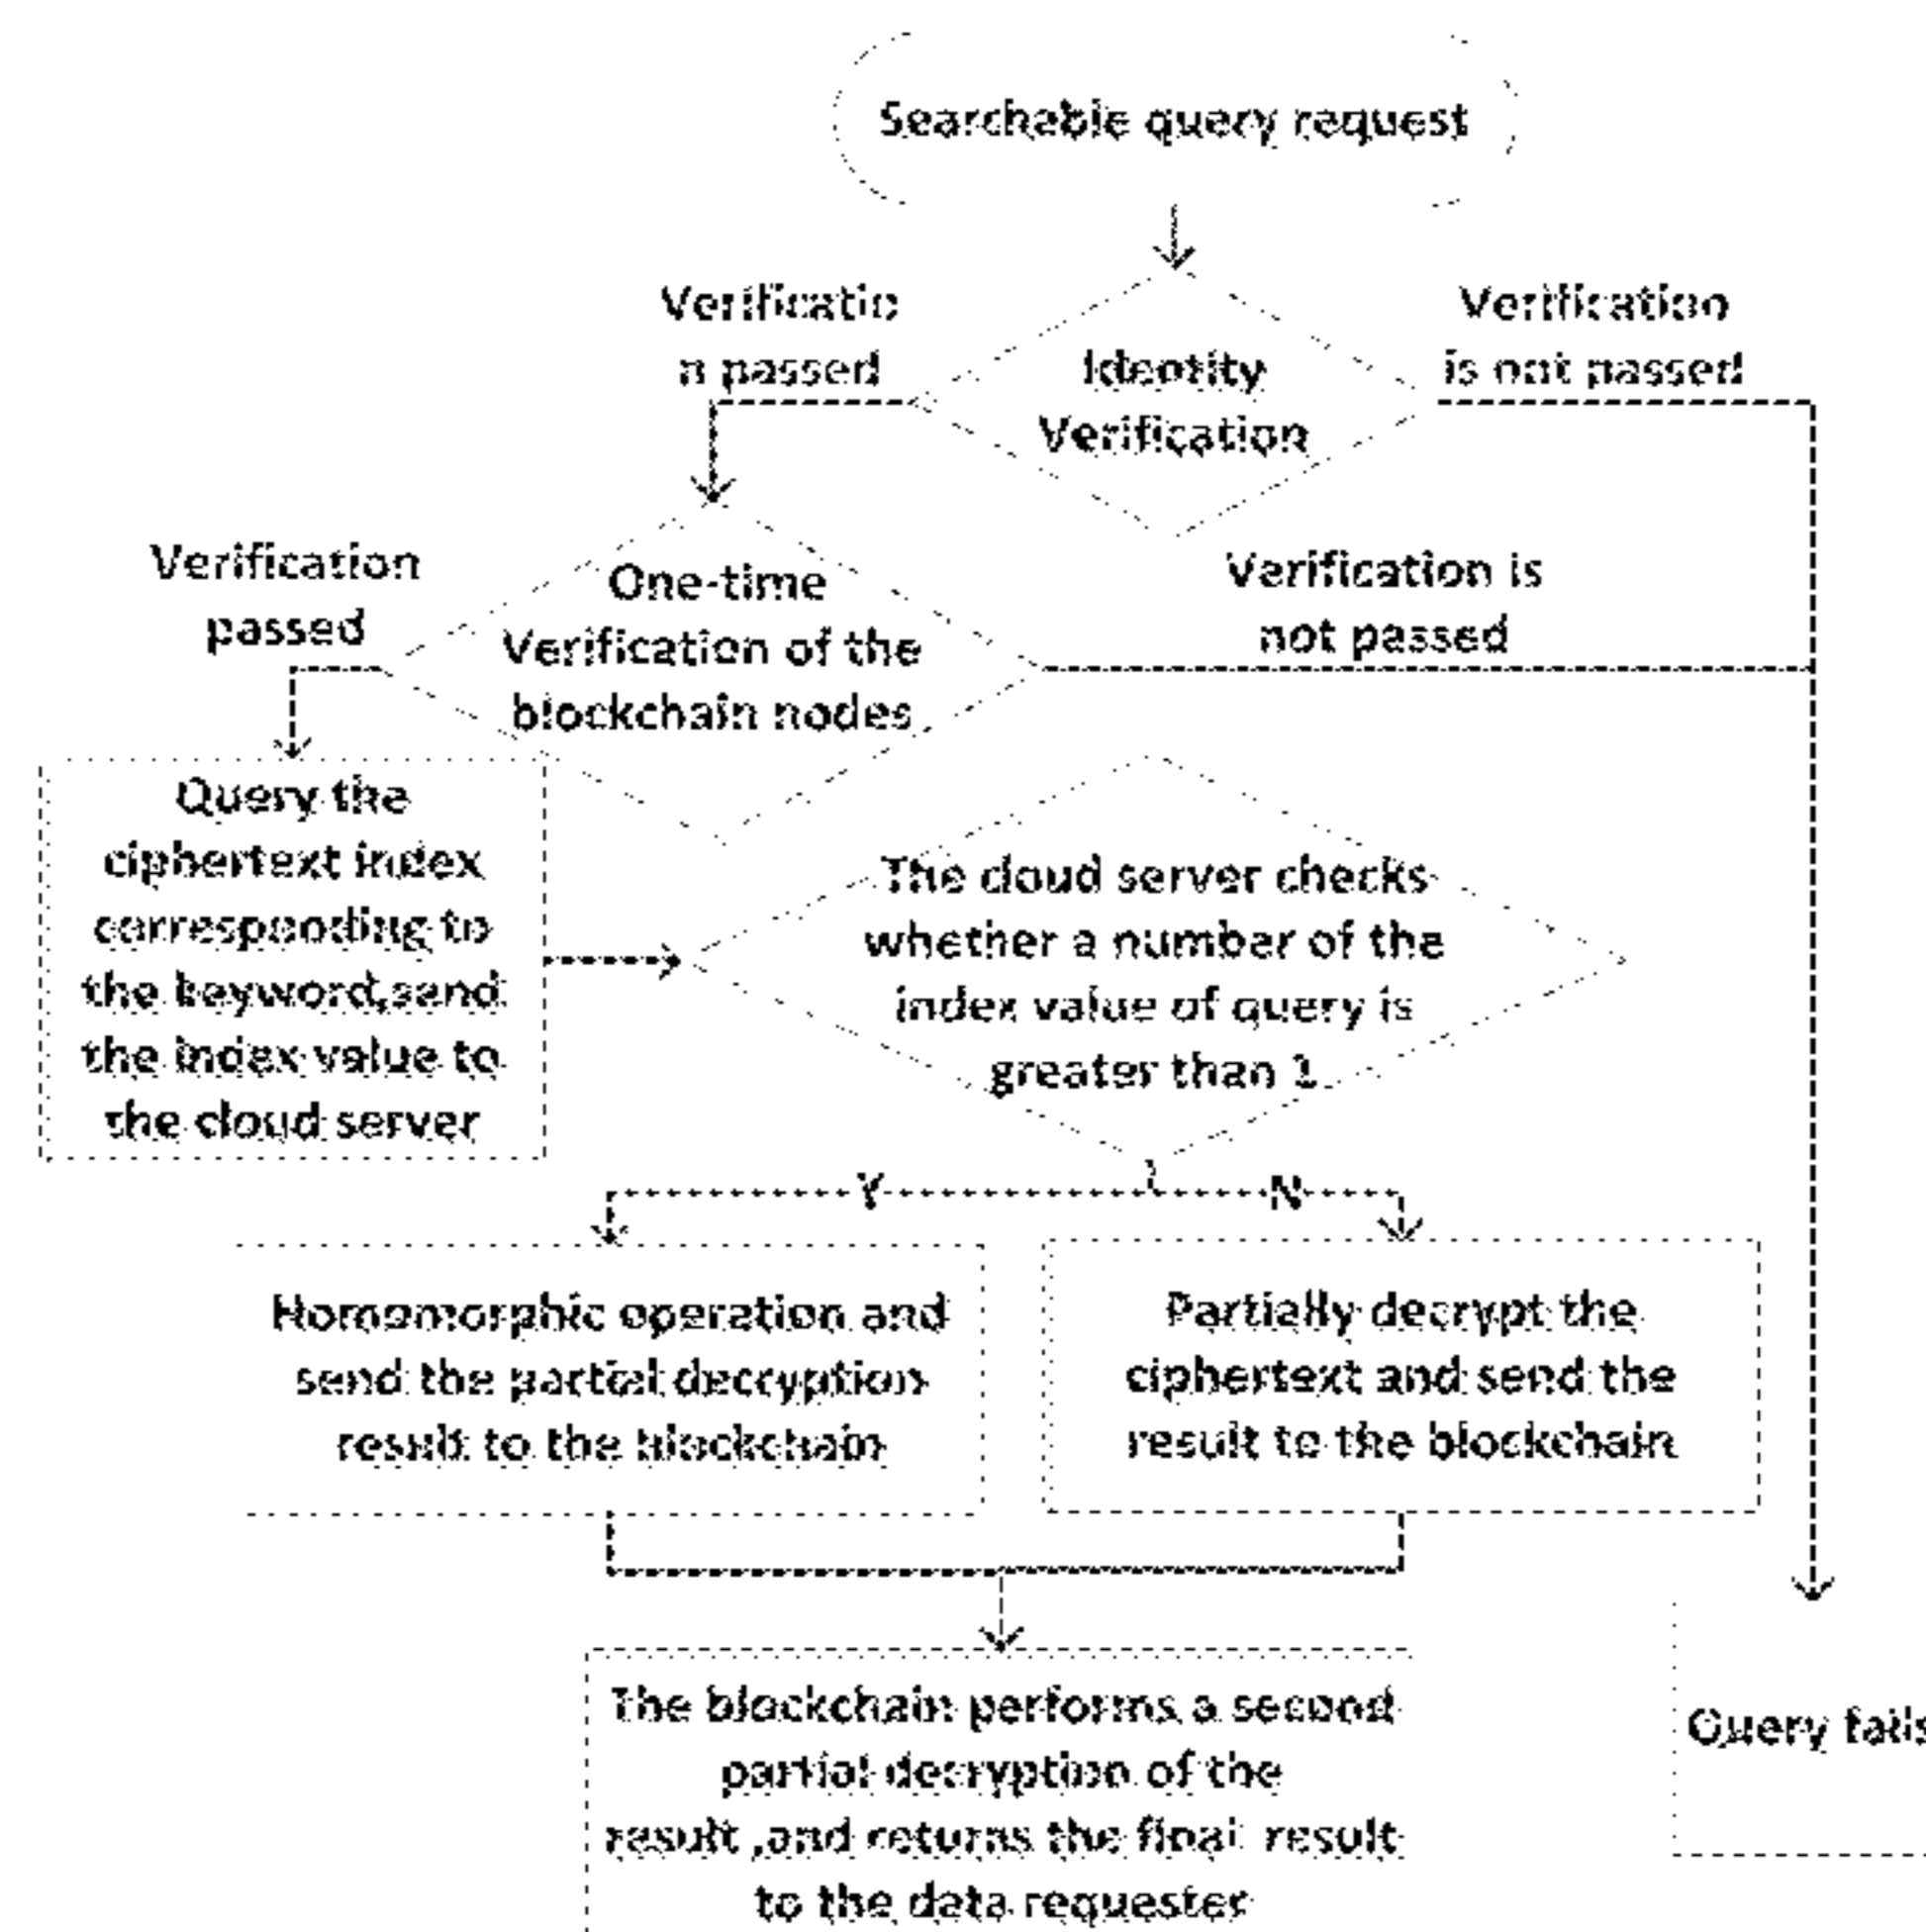 Searchable query request
Verificatio
n passed
Identity
Verification
Verification
is not passed
Verification
passed
One-time
Verification of the
blockchain nodes
Verification is
not passed
Query the
ciphertext index
corresponding to
the keyword,send
the index value to
the cloud server
The cloud server checks
whether a number of the
index value of query is
greater than 1
Y
N
Homomorphic operation and
send the partial decryption
result to the blockchain
Partially decrypt the
ciphertext and send the
result to the blockchain
The blockchain performs a second
partial decryption of the
result ,and returns the final result
to the data requester
Query fails